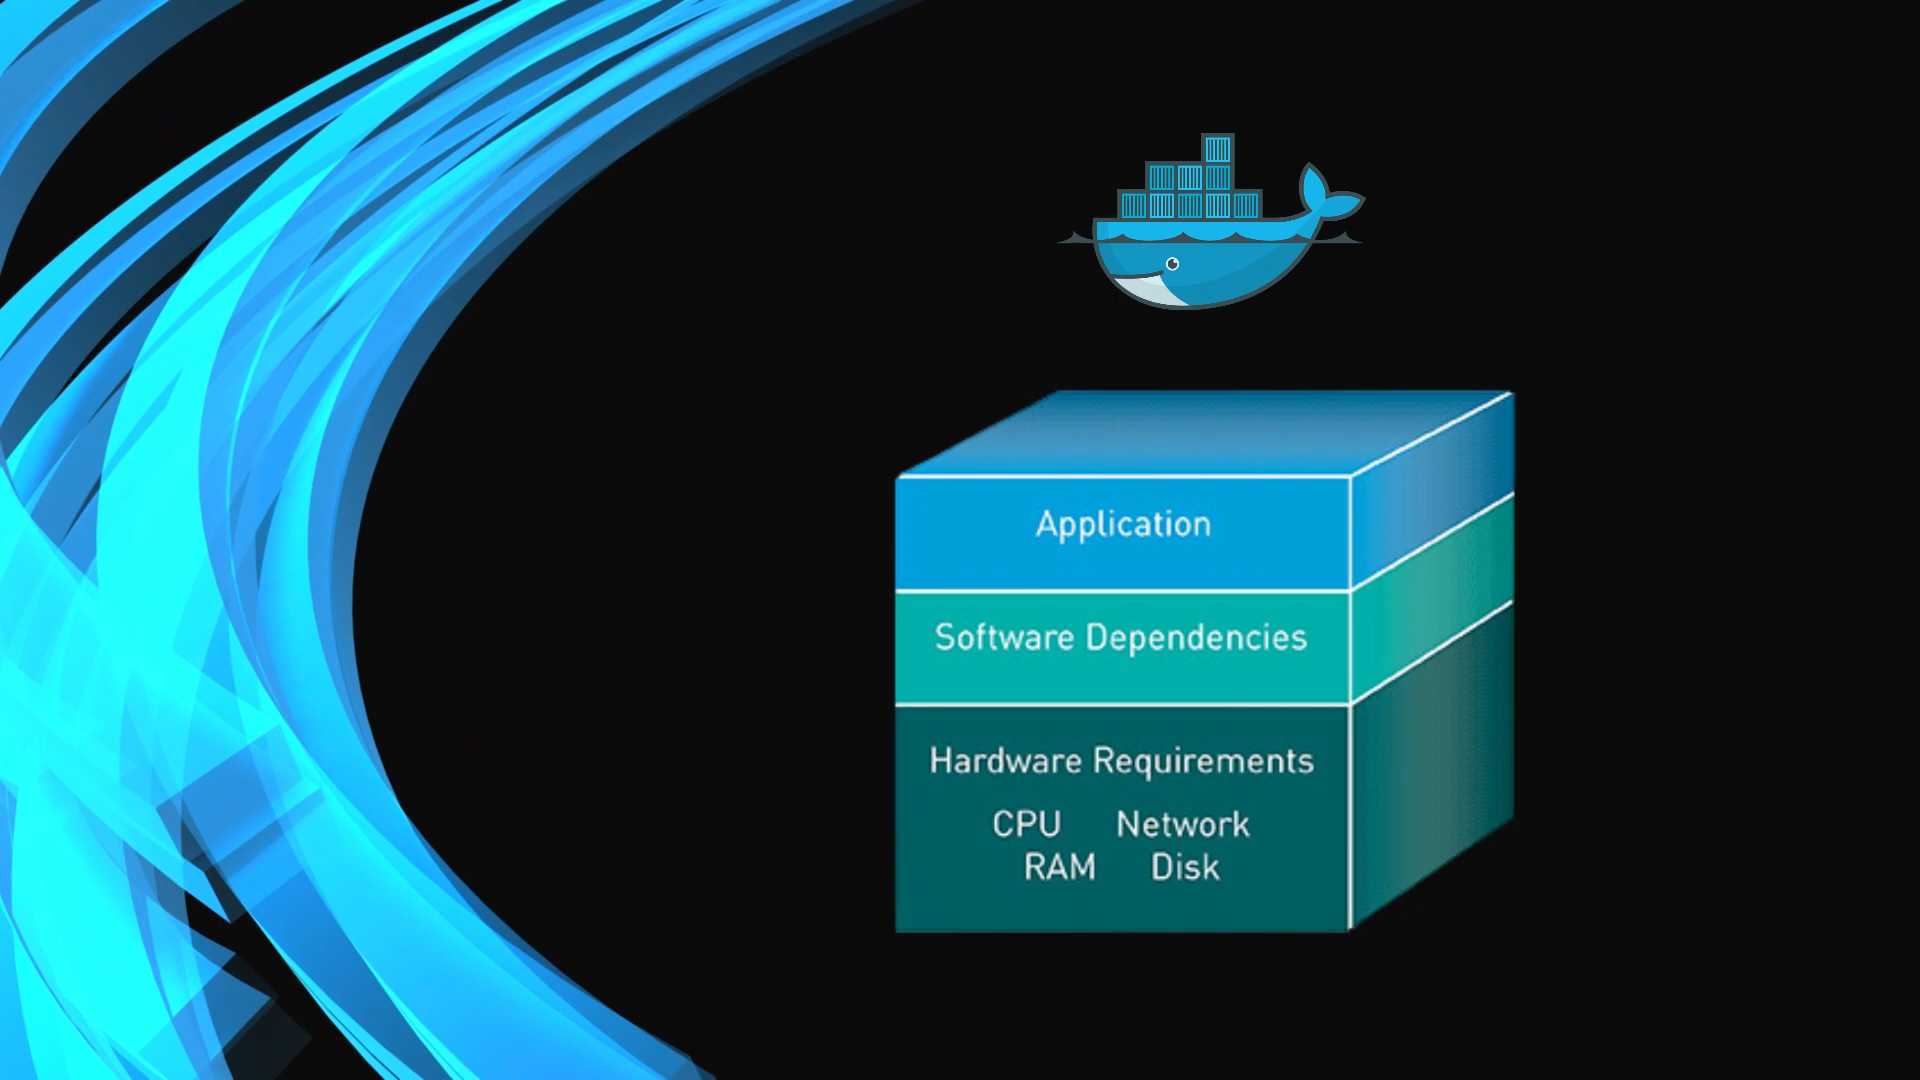 Application
Software Dependencies
Hardware Requirements
CPU Network
RAM Disk